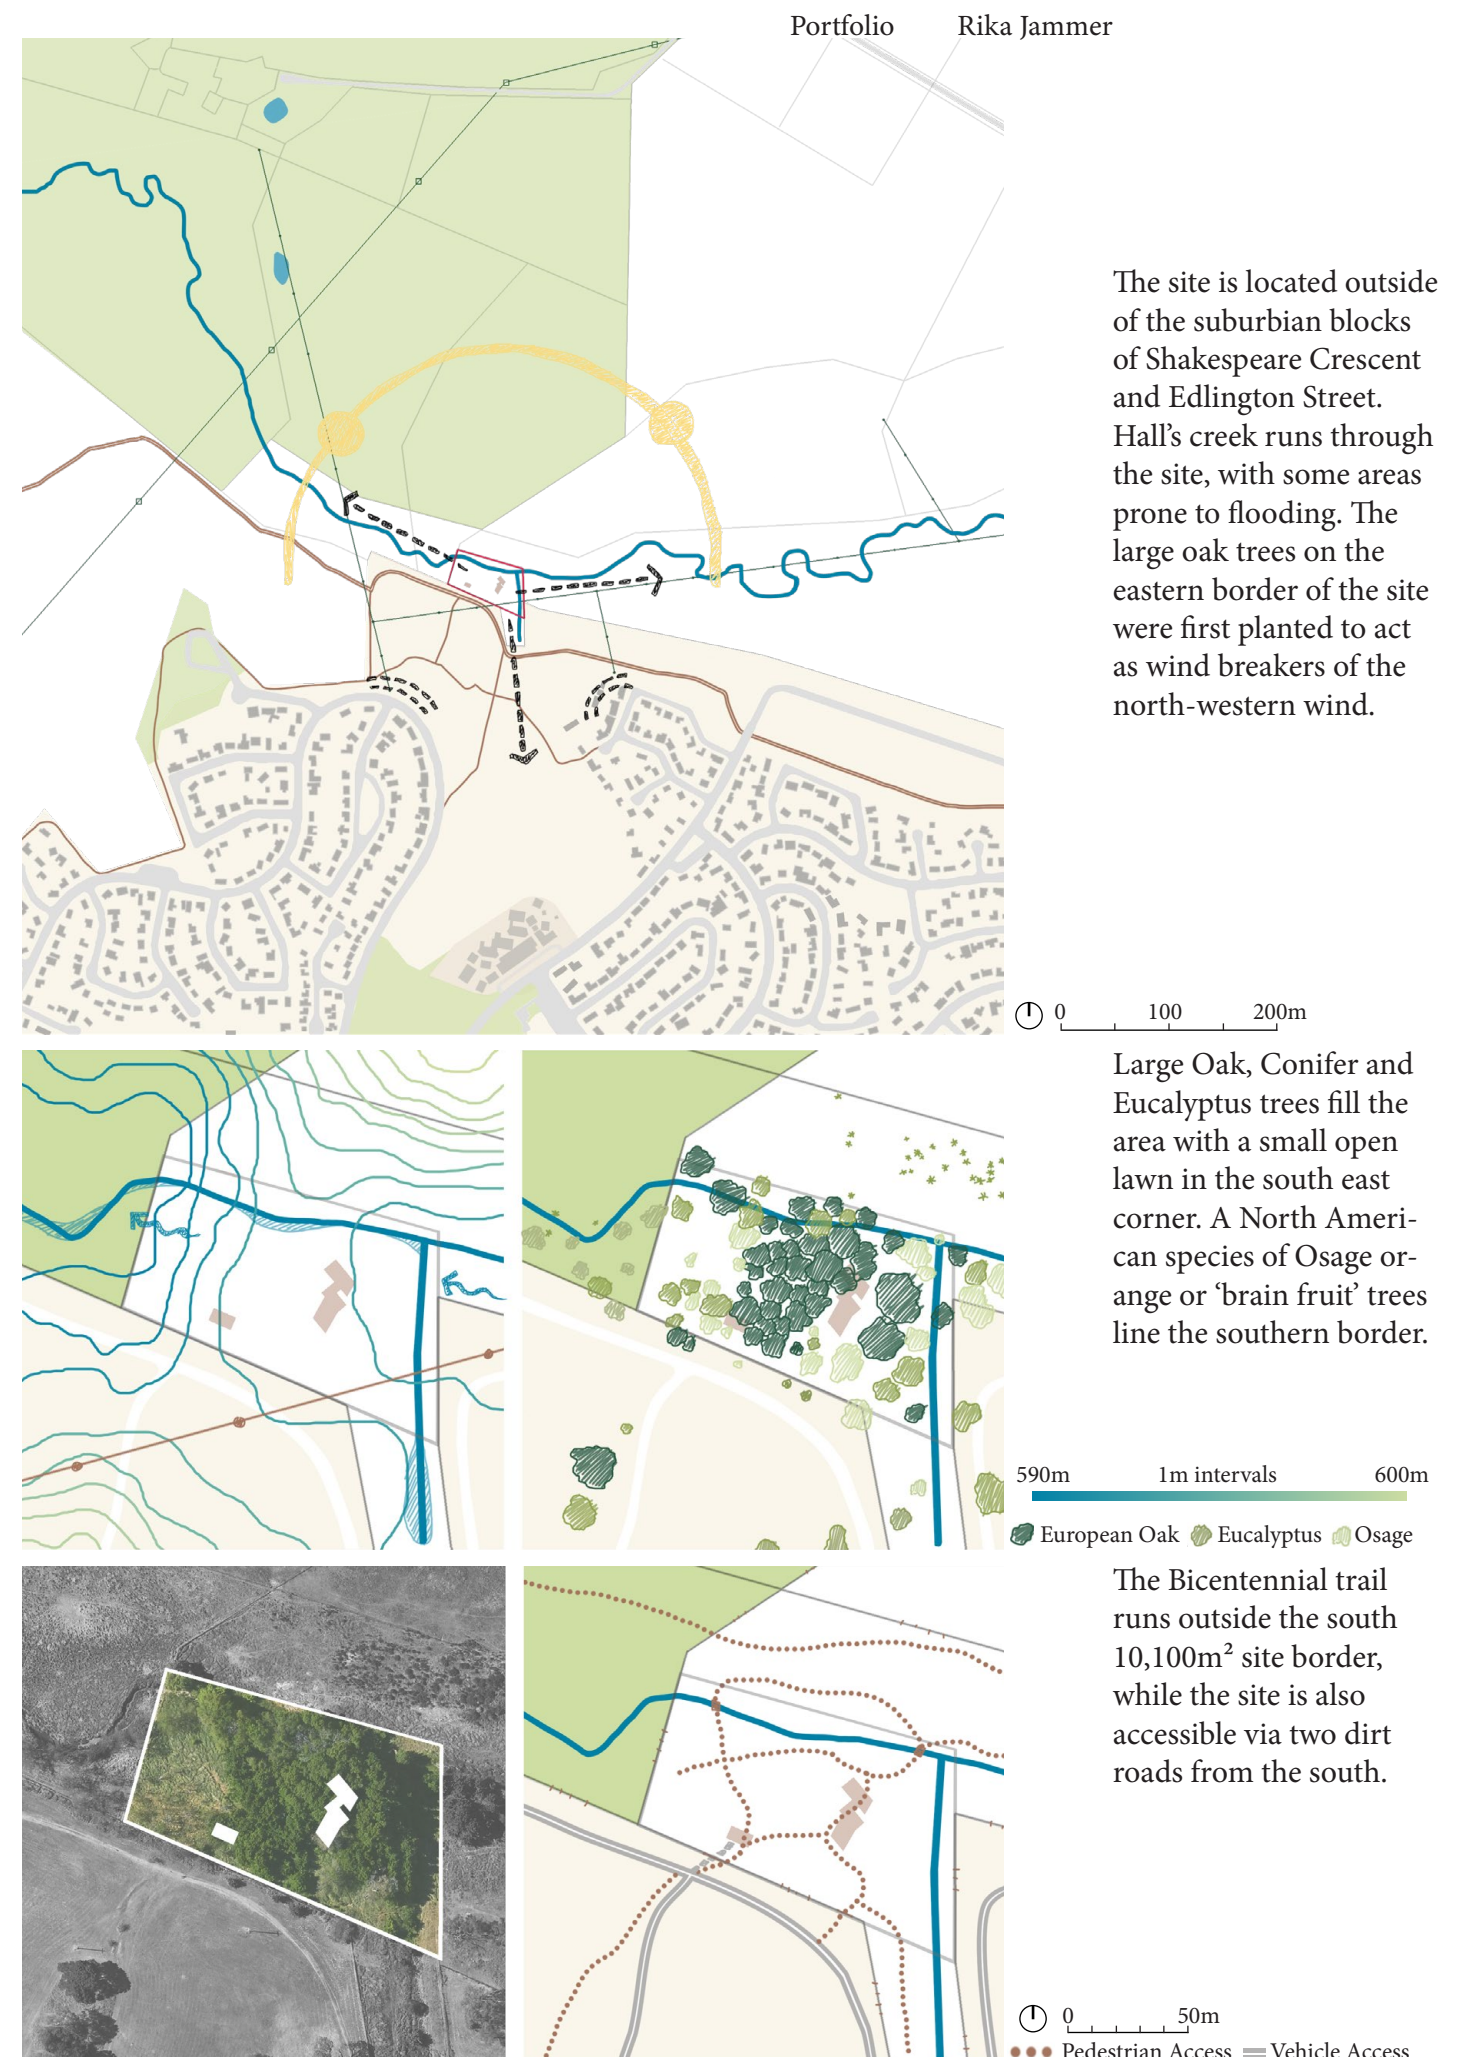 Portfolio Rika Jammer
The site is located outside
of the suburbian blocks
of Shakespeare Crescent
and Edlington Street.
Hall’s creek runs through
the site, with some areas
prone to flooding. The
large oak trees on the
eastern border of the site
were first planted to act
as wind breakers of the
north-western wind.
0 100 200m
Large Oak, Conifer and
Eucalyptus trees fill the
area with a small open
lawn in the south east
corner. A North Ameri-
can species of Osage or-
ange or ‘brain fruit’ trees
line the southern border.
590m 1m intervals 600m
European Oak Eucalyptus Osage
The Bicentennial trail
runs outside the south
10,100m² site border,
while the site is also
accessible via two dirt
roads from the south.
0 50m
Pedestrian Access Vehicle Access